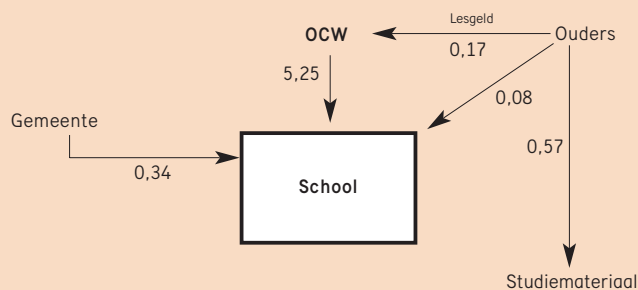 Lesgeld
OCW
Ouders
0,17
5,25
0,08
Gemeente
0,57
0,34
School
Studiemateriaal